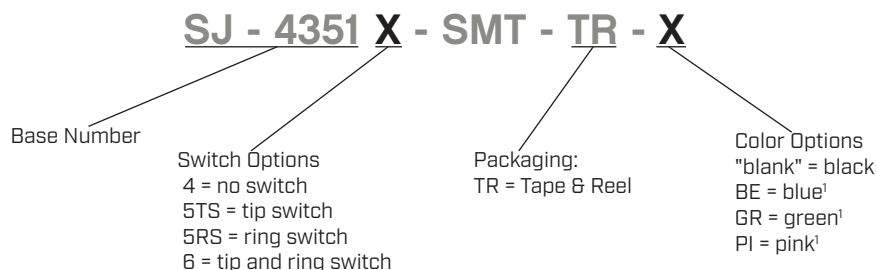 SJ - 4351 X - SMT - TR - X
Base Number
Switch Options
4 = no switch
5TS = tip switch
5RS = ring switch
6 = tip and ring switch
Packaging:
TR = Tape & Reel
Color Options
"blank" = black
BE = blue¹
GR = green¹
PI = pink¹